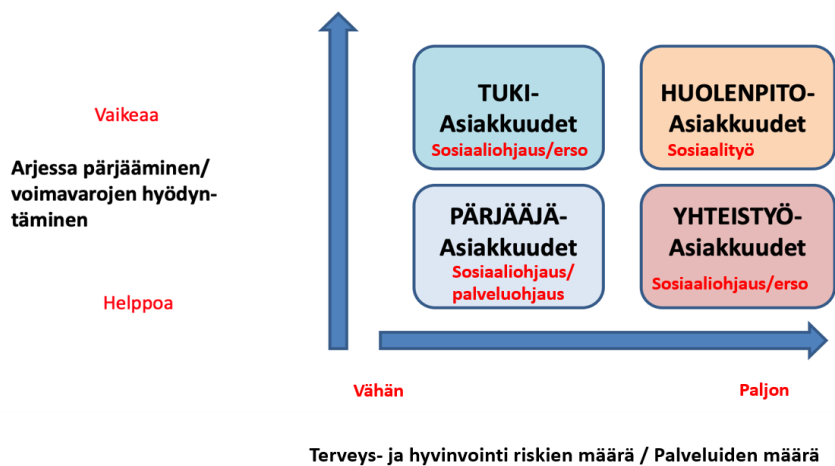 TUKI-
Asiakkuudet
Sosiaaliohjaus/erso
HUOLENPITO-
Asiakkuudet
Sosiaalityö
Vaikeaa
Arjessa pärjääminen/
voimavarojen hyödyn-
täminen
Helppoa
PÄRJÄÄJÄ-
Asiakkuudet
Sosiaaliohjaus/
palveluohjaus
YHTEISTYÖ-
Asiakkuudet
Sosiaaliohjaus/erso
Vähän
Paljon
Terveys- ja hyvinvointi riskien määrä / Palveluiden määrä